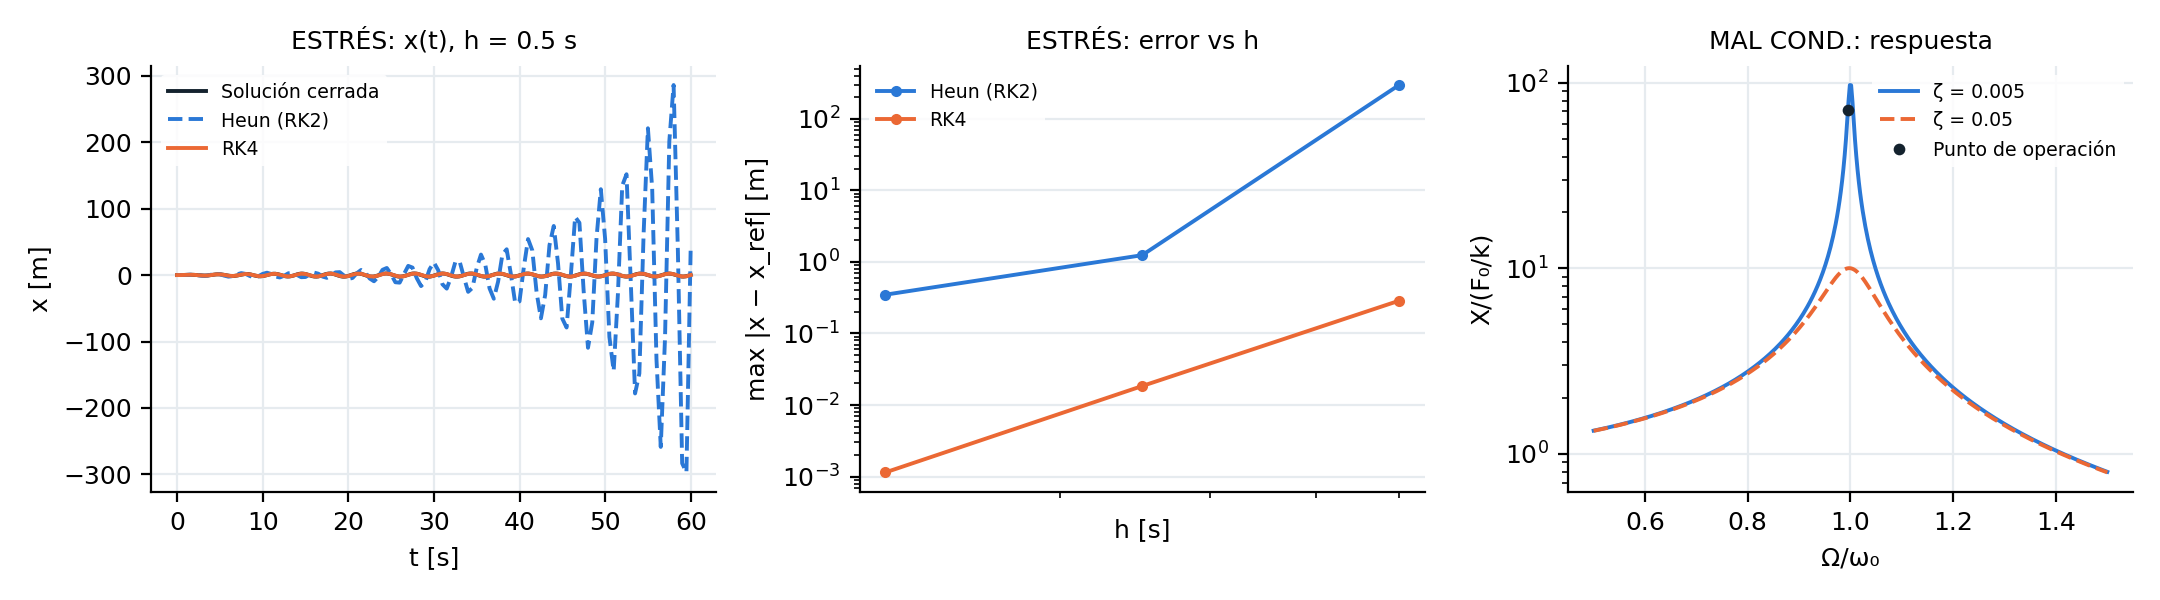 ESTRÉS: x(t), h = 0.5 s
Solución cerrada
Heun (RK2)
RK4
300
200
100
0
−100
−200
−300
x [m]
0 10 20 30 40 50 60
t [s]
ESTRÉS: error vs h
Heun (RK2)
RK4
10²
10¹
10⁰
10⁻¹
10⁻²
10⁻³
max |x − x_ref| [m]
h [s]
MAL COND.: respuesta
ζ = 0.005
ζ = 0.05
Punto de operación
10²
10¹
10⁰
X/(F₀/k)
0.6 0.8 1.0 1.2 1.4
Ω/ω₀